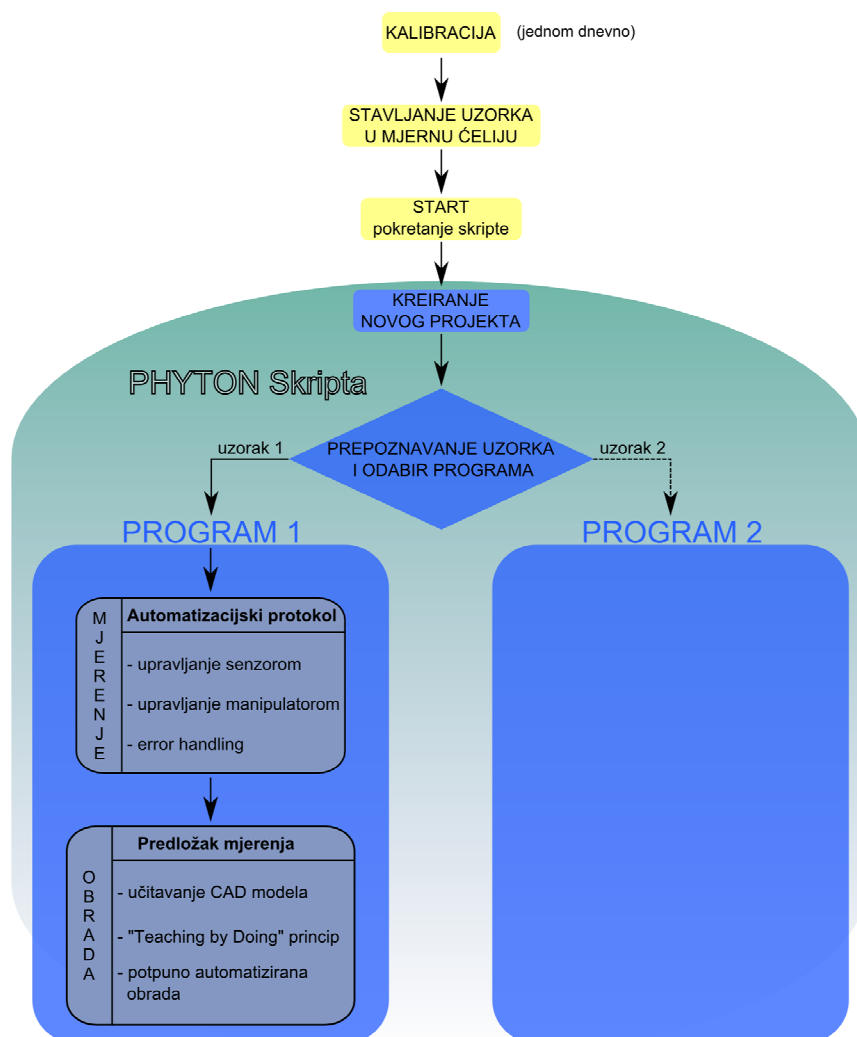 KALIBRACIJA (jednom dnevno)
STAVLJANJE UZORKA
U MJERNU ĆELIJU
START
pokretanje skripte
KREIRANJE
NOVOG PROJEKTA
PHYTON Skripta
uzorak 1
PREPOZNAVANJE UZORKA
I ODABIR PROGRAMA
uzorak 2
PROGRAM 1
PROGRAM 2
MJERENJE
Automatizacijski protokol
- upravljanje senzorom
- upravljanje manipulatorom
- error handling
OBRADA
Predložak mjerenja
- učitavanje CAD modela
- "Teaching by Doing" princip
- potpuno automatizirana
obrada